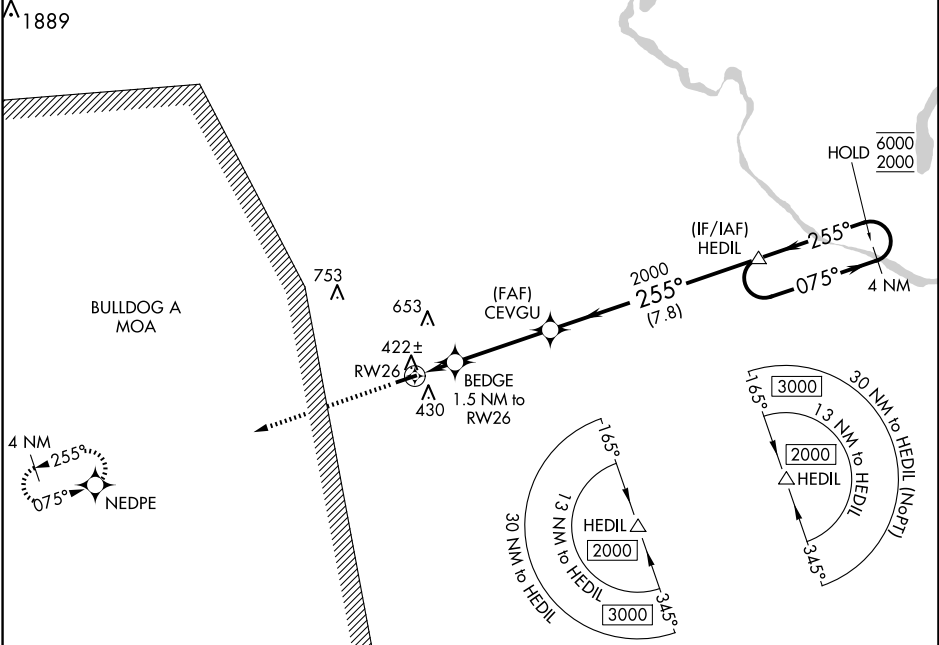 1889
HOLD 6000
2000
(IF/IAF)
HEDIL
255°
075°
4 NM
2000
255°
(7.8)
(FAF)
CEVGU
753
BULLDOG A
MOA
653
422±
RW26
BEDGE
1.5 NM to
RW26
430
4 NM
255°
075°
NEDPE
165°
3000
30 NM to HEDIL (NoPT)
13 NM to HEDIL
2000
HEDIL
345°
165°
HEDIL
2000
13 NM to HEDIL
30 NM to HEDIL
3000
345°